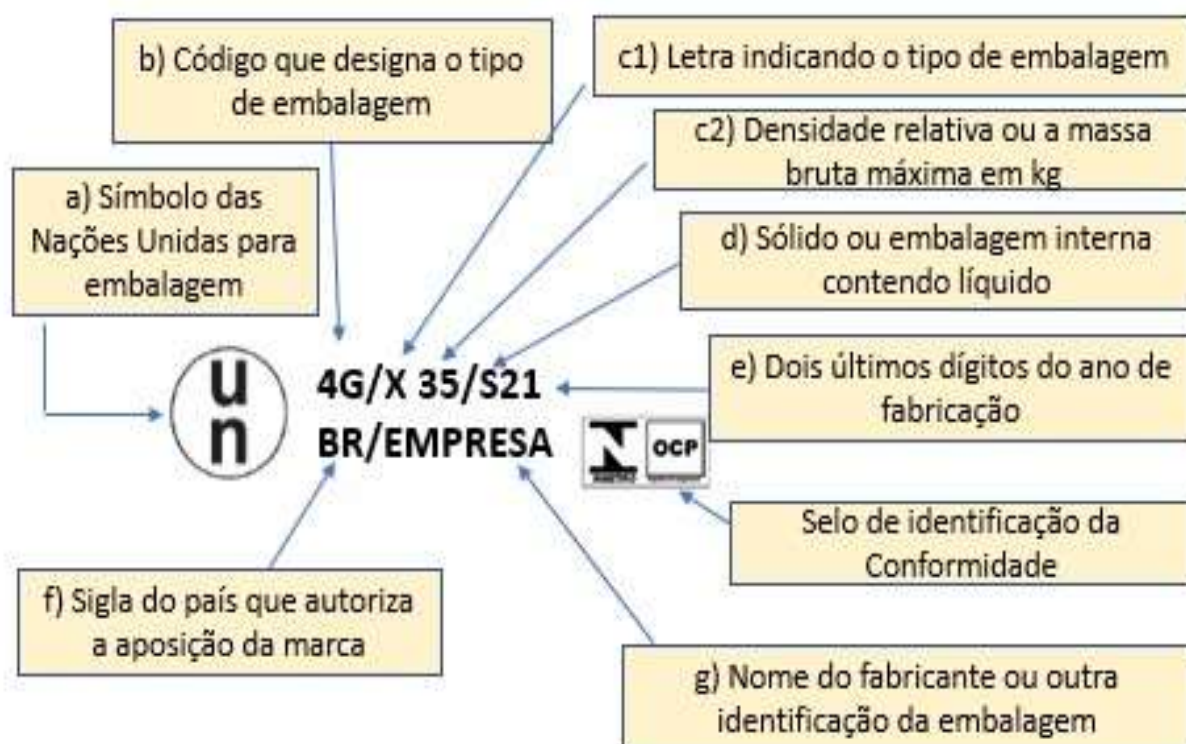 b) Código que designa o tipo
de embalagem
c1) Letra indicando o tipo de embalagem
c2) Densidade relativa ou a massa
bruta máxima em kg
a) Símbolo das
Nações Unidas para
embalagem
d) Sólido ou embalagem interna
contendo líquido
u
n
4G/X 35/S21
BR/EMPRESA
e) Dois últimos dígitos do ano de
fabricação
OCP
Selo de identificação da
Conformidade
f) Sigla do país que autoriza
a aposição da marca
g) Nome do fabricante ou outra
identificação da embalagem